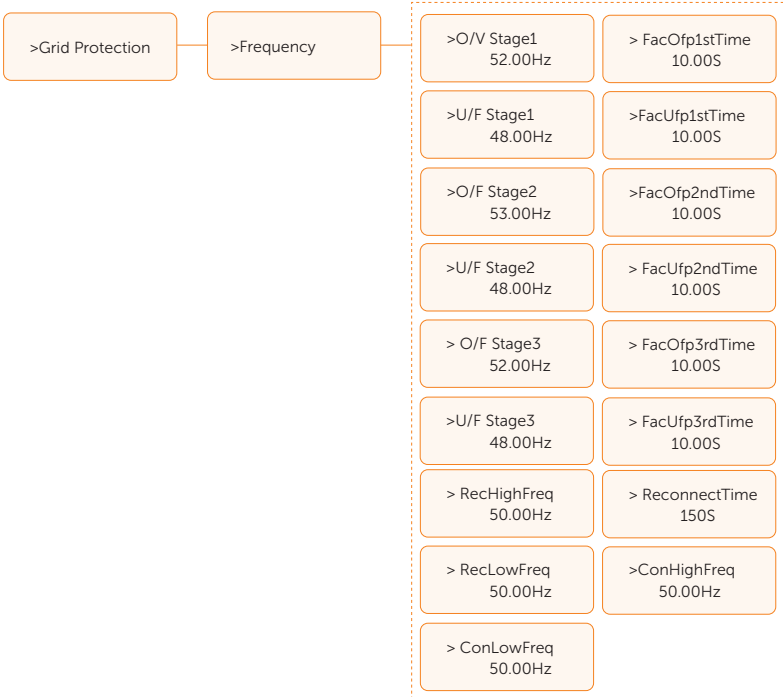 >Grid Protection
>Frequency
>O/V Stage1
52.00Hz
> FacOfp1stTime
10.00S
>U/F Stage1
48.00Hz
>FacUfp1stTime
10.00S
>O/F Stage2
53.00Hz
>FacOfp2ndTime
10.00S
>U/F Stage2
48.00Hz
> FacUfp2ndTime
10.00S
> O/F Stage3
52.00Hz
> FacOfp3rdTime
10.00S
>U/F Stage3
48.00Hz
> FacUfp3rdTime
10.00S
> RecHighFreq
50.00Hz
> ReconnectTime
150S
> RecLowFreq
50.00Hz
>ConHighFreq
50.00Hz
> ConLowFreq
50.00Hz